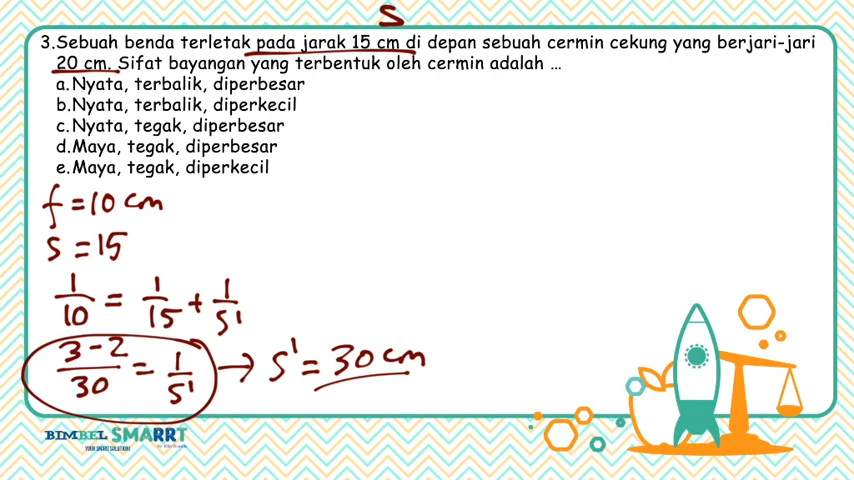 S
3.Sebuah benda terletak pada jarak 15 cm di depan sebuah cermin cekung yang berjari-jari
20 cm. Sifat bayangan yang terbentuk oleh cermin adalah ...
a.Nyata, terbalik, diperbesar
b.Nyata, terbalik, diperkecil
c.Nyata, tegak, diperbesar
d.Maya, tegak, diperbesar
e.Maya, tegak, diperkecil
f = 10 cm
s = 15
1/10 = 1/15 + 1/s'
3-2/30 = 1/s' → s' = 30 cm
BIMBEL SMARRT
YOUR SMART SOLUTION!